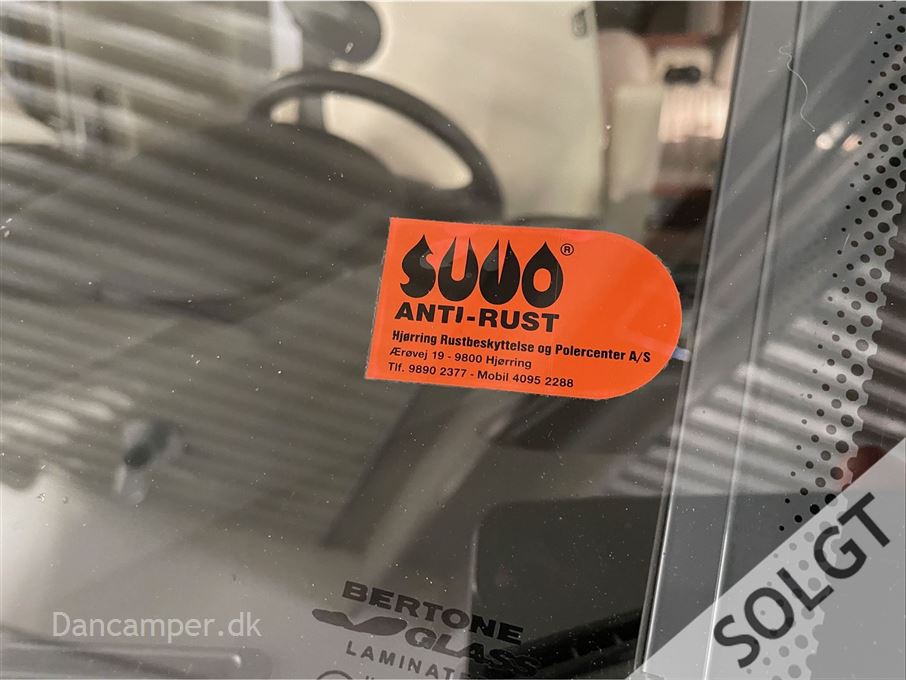 SUVO®
ANTI-RUST
Hjørring Rustbeskyttelse og Polercenter A/S
Ærøvej 19 - 9800 Hjørring
Tlf. 9890 2377 - Mobil 4095 2288
BERTONE
GLASS
Dancamper.dk
SOLGT